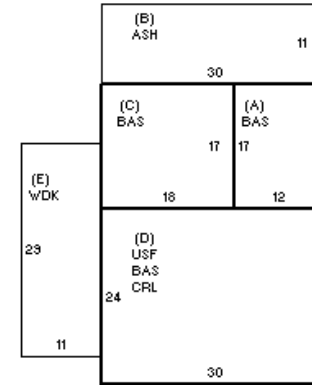 (B)
ASH
11
30
(C)
BAS
17
18
(A)
BAS
17
12
(E)
WDK
29
11
(D)
USF
BAS
CRL
24
30